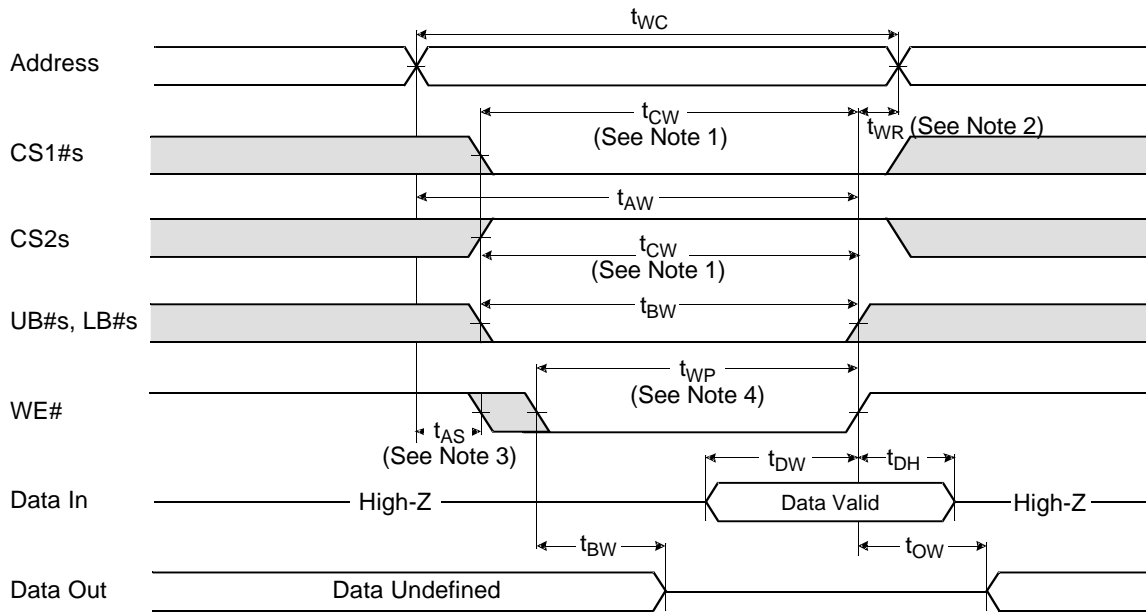 tWC
Address
tCW
(See Note 1)
tWR (See Note 2)
CS1#s
tAW
CS2s
tCW
(See Note 1)
tBW
UB#s, LB#s
tWP
(See Note 4)
WE#
tAS
(See Note 3)
tDW
tDH
Data In
High-Z
Data Valid
High-Z
tBW
tOW
Data Out
Data Undefined